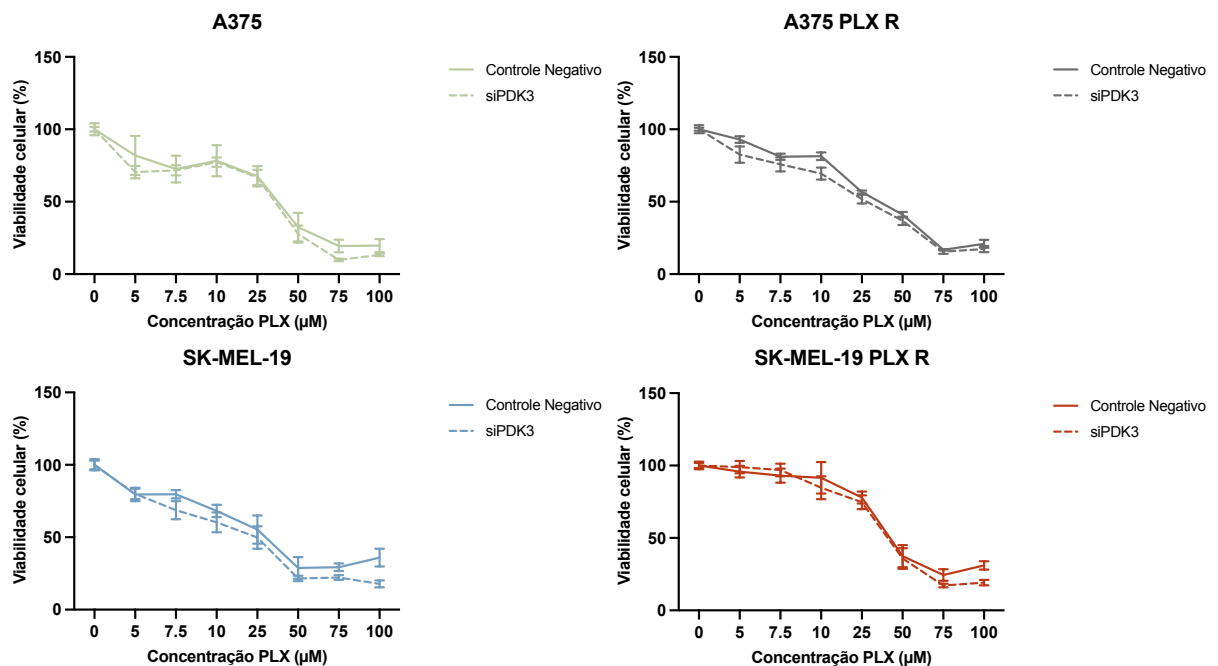 A375
150
100
50
0
Viabilidade celular (%)
0 5 7.5 10 25 50 75 100
Concentração PLX (µM)
Controle Negativo
siPDK3
A375 PLX R
150
100
50
0
Viabilidade celular (%)
0 5 7.5 10 25 50 75 100
Concentração PLX (µM)
Controle Negativo
siPDK3
SK-MEL-19
150
100
50
0
Viabilidade celular (%)
0 5 7.5 10 25 50 75 100
Concentração PLX (µM)
Controle Negativo
siPDK3
SK-MEL-19 PLX R
150
100
50
0
Viabilidade celular (%)
0 5 7.5 10 25 50 75 100
Concentração PLX (µM)
Controle Negativo
siPDK3